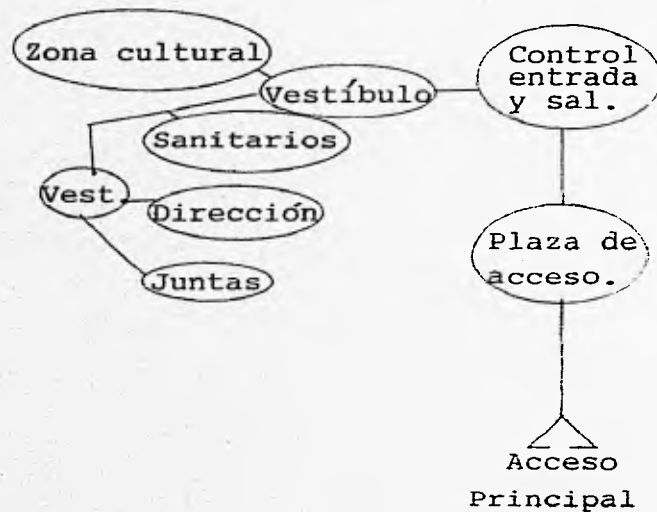 Zona cultural
Control
entrada
y sal.
Vestíbulo
Sanitarios
Vest
Dirección
Juntas
Plaza de
acceso.
Acceso
Principal